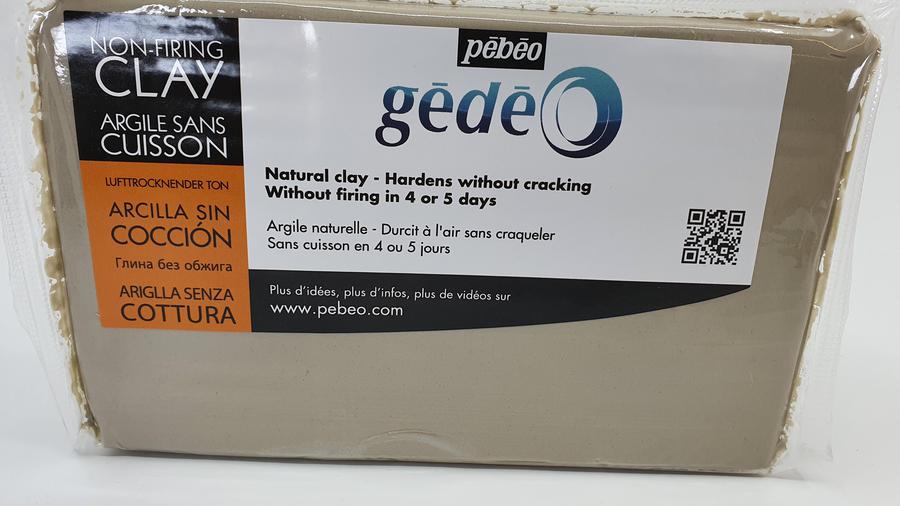 NON-FIRING
CLAY
ARGILE SANS
CUISSON
LUFTTROCKNENDER TON
ARCILLA SIN
COCCIÓN
Глина без обжига
ARIGLLA SENZA
COTTURA
pēbēo
gēdēO
Natural clay - Hardens without cracking
Without firing in 4 or 5 days
Argile naturelle - Durcit à l'air sans craqueler
Sans cuisson en 4 ou 5 jours
Plus d'idées, plus d'infos, plus de vidéos sur
www.pebeo.com